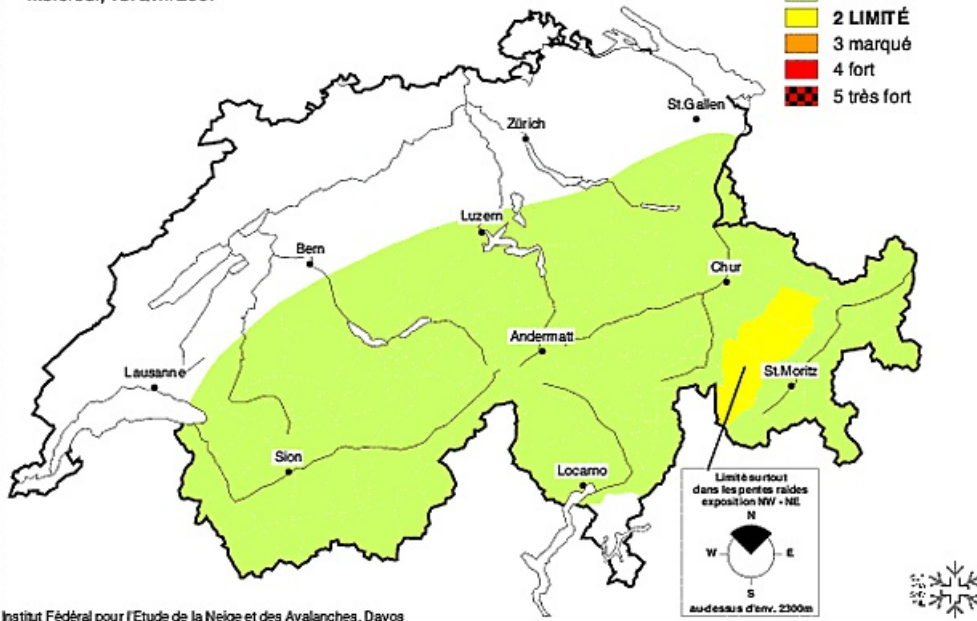 2 LIMITÉ
3 marqué
4 fort
5 très fort
St.Gallen
Zürich
Luzern
Bern
Chur
Andermatt
Lausanne
St.Moritz
Sion
Locarno
Limité surtout
dans les pentes raides
exposition NW - NE
N
W
E
S
au-dessus d'env. 2300m
Institut Fédéral pour l'Etude de la Neige et des Avalanches, Davos